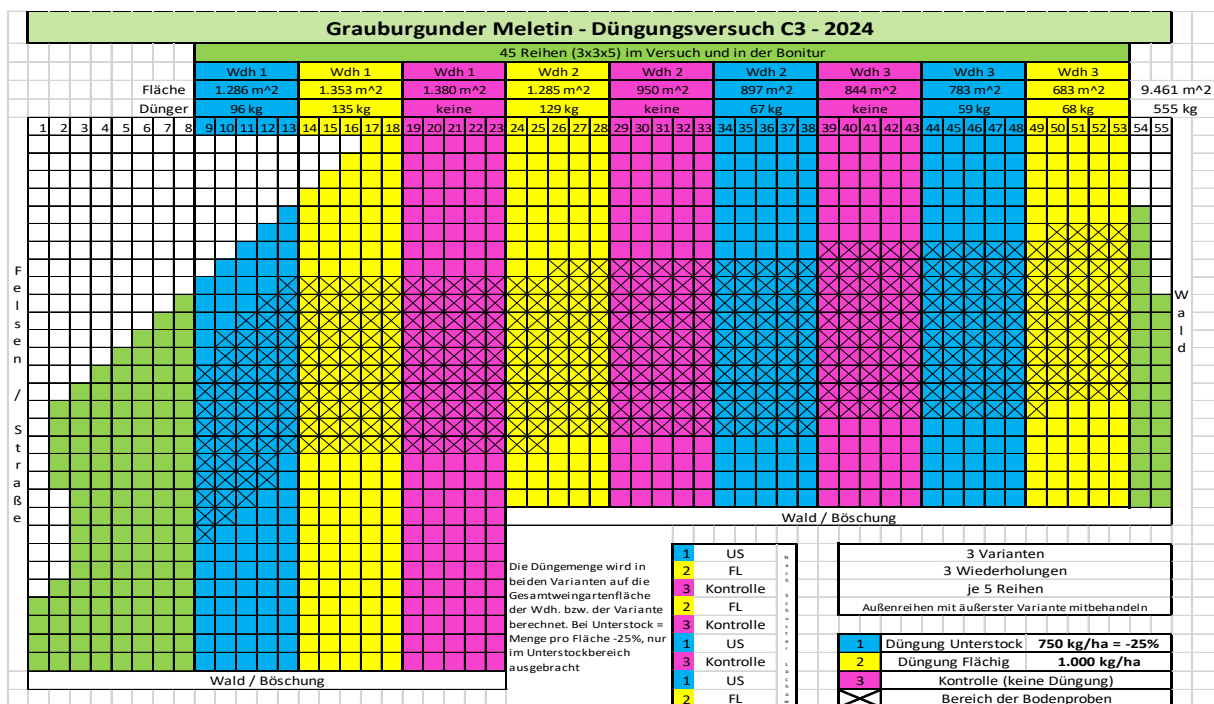 Grauburgunder Meletin - Düngungsversuch C3 - 2024
45 Reihen (3x3x5) im Versuch und in der Bonitur
Wdh 1 Wdh 1 Wdh 1 Wdh 2 Wdh 2 Wdh 2 Wdh 3 Wdh 3 Wdh 3
Fläche 1.286 m^2 1.353 m^2 1.380 m^2 1.285 m^2 950 m^2 897 m^2 844 m^2 783 m^2 683 m^2 9.461 m^2
Dünger 96 kg 135 kg keine 129 kg keine 67 kg keine 59 kg 68 kg 555 kg
1 2 3 4 5 6 7 8 9 10 11 12 13 14 15 16 17 18 19 20 21 22 23 24 25 26 27 28 29 30 31 32 33 34 35 36 37 38 39 40 41 42 43 44 45 46 47 48 49 50 51 52 53 54 55
Felsen / Straße
Wald
Wald / Böschung
Die Düngemenge wird in
beiden Varianten auf die
Gesamtweingartenfläche
der Wdh. bzw. der Variante
berechnet. Bei Unterstock =
Menge pro Fläche -25%, nur
im Unterstockbereich
ausgebracht
Wald / Böschung
1 US
2 FL
3 Kontrolle
2 FL
3 Kontrolle
1 US
3 Kontrolle
1 US
2 FL
3 Varianten
3 Wiederholungen
je 5 Reihen
Außenreihen mit äußerster Variante mitbehandeln
1 Düngung Unterstock 750 kg/ha = -25%
2 Düngung Flächig 1.000 kg/ha
3 Kontrolle (keine Düngung)
Bereich der Bodenproben